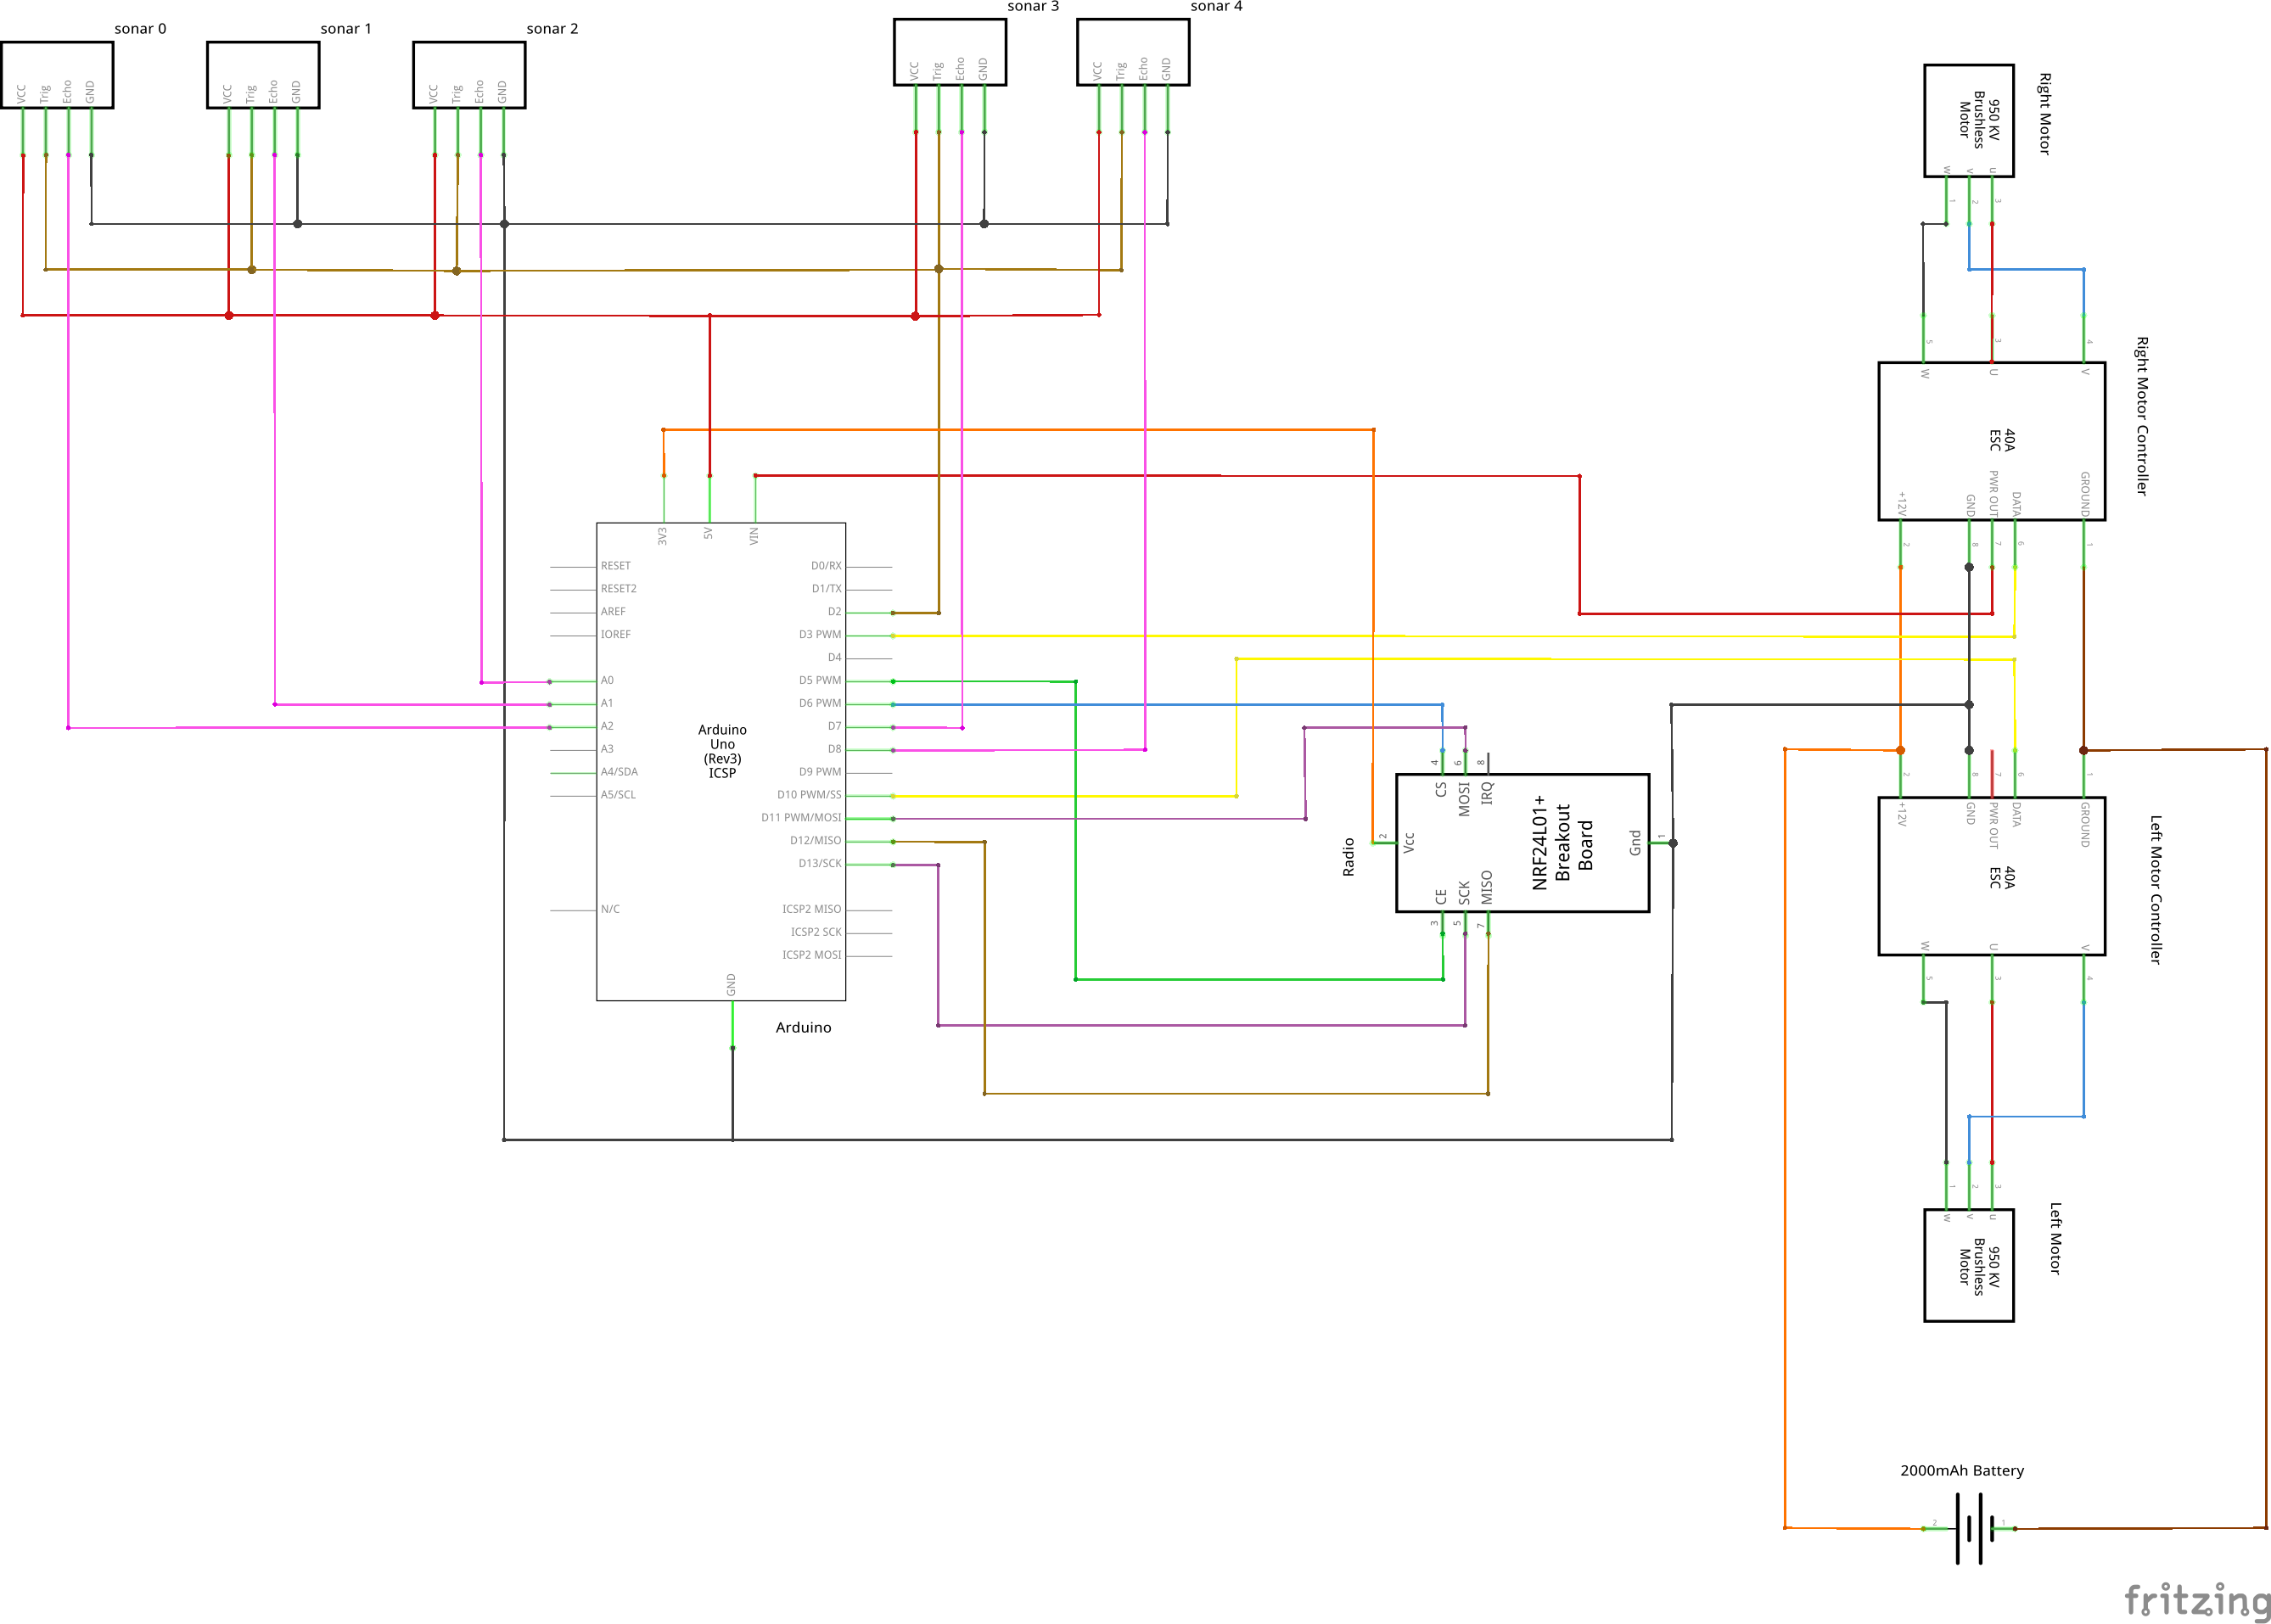 sonar 0
sonar 1
sonar 2
sonar 3
sonar 4
VCC
Trig
Echo
GND
VCC
Trig
Echo
GND
VCC
Trig
Echo
GND
VCC
Trig
Echo
GND
VCC
Trig
Echo
GND
Right Motor
950 KV
Brushless
Motor
W
V
U
1
2
3
Right Motor Controller
5
3
4
W
U
V
40A
ESC
+12V
GND
PWR OUT
DATA
GROUND
2
8
7
6
1
3V3
5V
VIN
RESET
RESET2
AREF
IOREF
A0
A1
A2
A3
A4/SDA
A5/SCL
N/C
D0/RX
D1/TX
D2
D3 PWM
D4
D5 PWM
D6 PWM
D7
D8
D9 PWM
D10 PWM/SS
D11 PWM/MOSI
D12/MISO
D13/SCK
ICSP2 MISO
ICSP2 SCK
ICSP2 MOSI
Arduino
Uno
(Rev3)
ICSP
GND
Arduino
Radio
4
6
8
CS
MOSI
IRQ
2
Vcc
NRF24L01+
Breakout
Board
Gnd
1
CE
SCK
MISO
3
5
7
Left Motor Controller
2
8
7
6
1
+12V
GND
PWR OUT
DATA
GROUND
40A
ESC
W
U
V
5
3
4
Left Motor
1
2
3
W
V
U
950 KV
Brushless
Motor
2000mAh Battery
2
1
fritzing